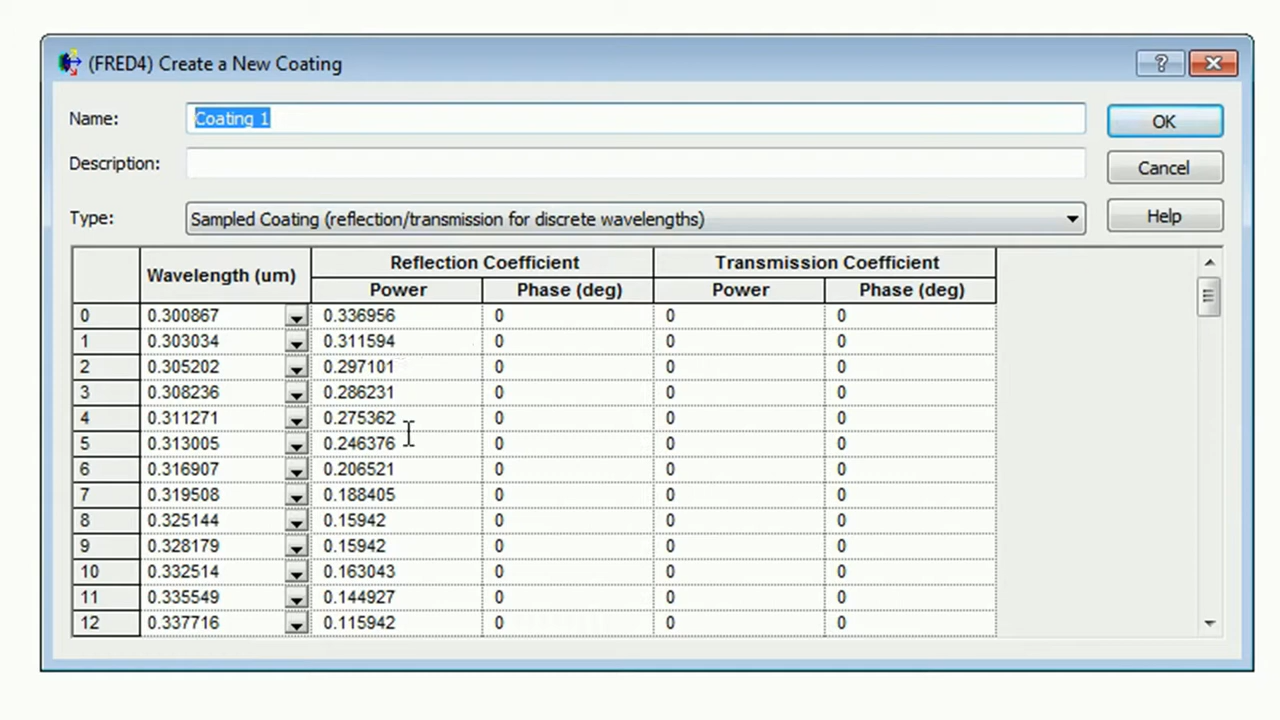 (FRED4) Create a New Coating
Name: Coating 1 OK
Description: Cancel
Type: Sampled Coating (reflection/transmission for discrete wavelengths) Help
Wavelength (um) Reflection Coefficient Transmission Coefficient
Power Phase (deg) Power Phase (deg)
0 0.300867 0.336956 0 0 0
1 0.303034 0.311594 0 0 0
2 0.305202 0.297101 0 0 0
3 0.308236 0.286231 0 0 0
4 0.311271 0.275362 0 0 0
5 0.313005 0.246376 0 0 0
6 0.316907 0.206521 0 0 0
7 0.319508 0.188405 0 0 0
8 0.325144 0.15942 0 0 0
9 0.328179 0.15942 0 0 0
10 0.332514 0.163043 0 0 0
11 0.335549 0.144927 0 0 0
12 0.337716 0.115942 0 0 0